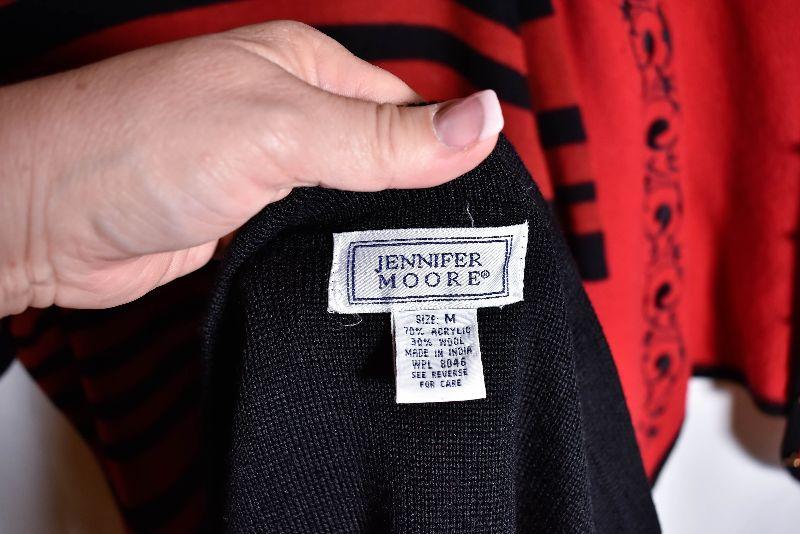 JENNIFER
MOORE®
SIZE: M
70% ACRYLIC
30% WOOL
MADE IN INDIA
WPL 8046
SEE REVERSE
FOR CARE